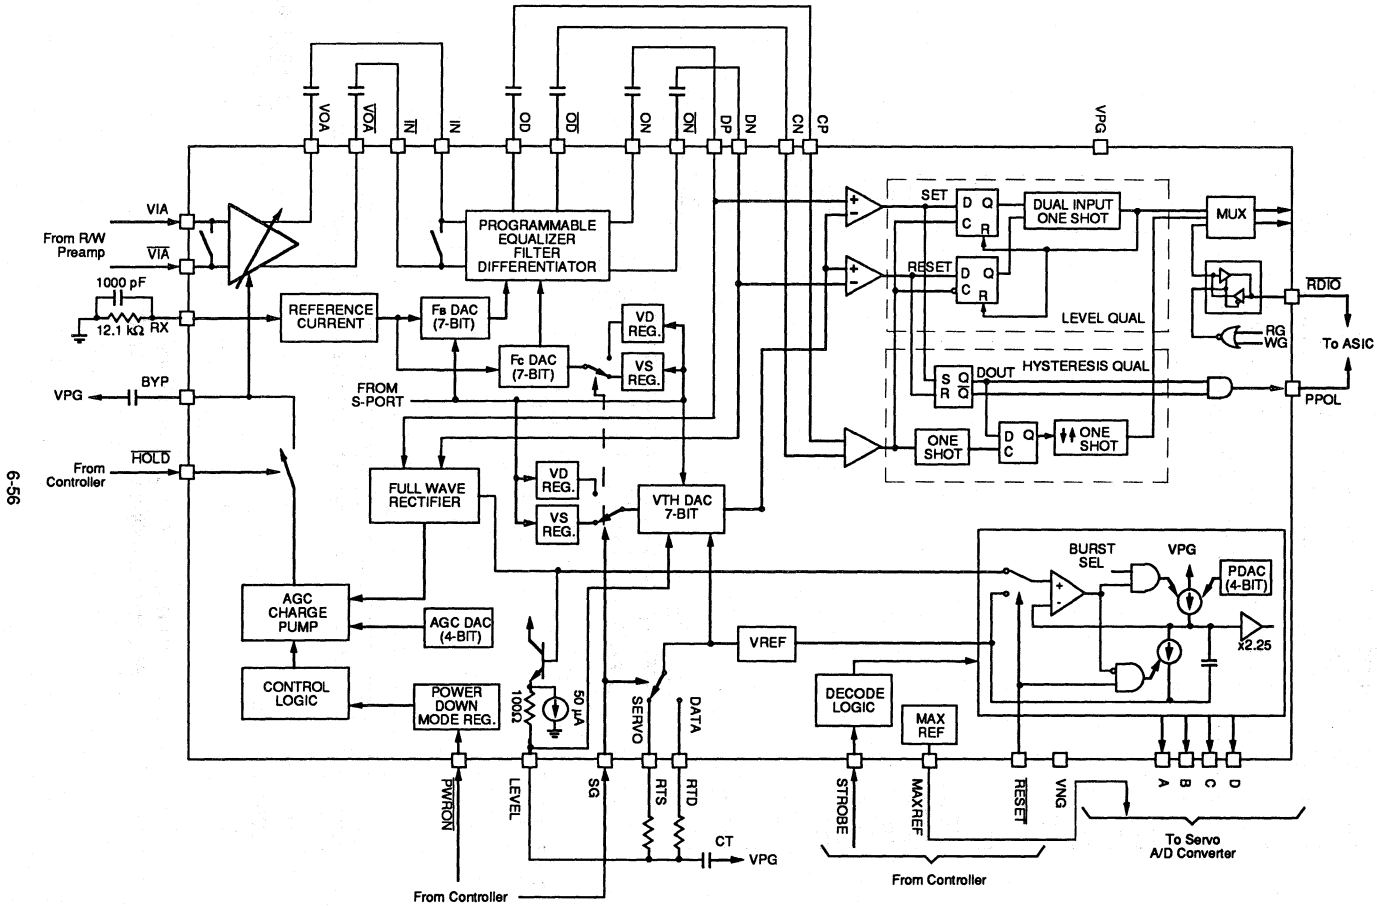 VOA
VOA
IN
IN
OD
OD
ON
ON
DP
DN
CN
CP
VPG
VIA
From R/W
Preamp
VIA
1000 pF
12.1 kΩ
RX
REFERENCE
CURRENT
FB DAC
(7-BIT)
PROGRAMMABLE
EQUALIZER
FILTER
DIFFERENTIATOR
FC DAC
(7-BIT)
VD
REG.
VS
REG.
+
−
+
−
SET
D Q
C
R
DUAL INPUT
ONE SHOT
RESET
D Q
C
R
LEVEL QUAL
MUX
RDIO
RG
WG
To ASIC
PPOL
HYSTERESIS QUAL
S Q
R Q
DOUT
ONE
SHOT
D Q
C
ONE
SHOT
VPG
BYP
FROM
S-PORT
HOLD
From
Controller
6-56
FULL WAVE
RECTIFIER
VD
REG.
VS
REG.
VTH DAC
7-BIT
AGC
CHARGE
PUMP
AGC DAC
(4-BIT)
CONTROL
LOGIC
POWER
DOWN
MODE REG.
100Ω
50 µA
SERVO
DATA
VREF
DECODE
LOGIC
MAX
REF
BURST
SEL
VPG
PDAC
(4-BIT)
+
-
x2.25
PWRON
LEVEL
SG
RTS
RTD
STROBE
MAXREF
RESET
VNG
A
B
C
D
CT
VPG
From Controller
From Controller
To Servo
A/D Converter